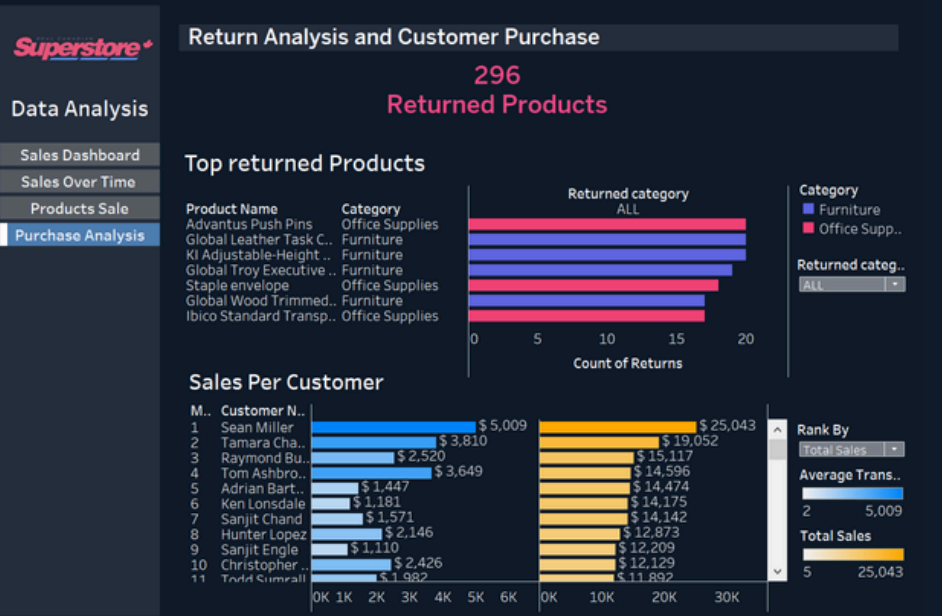 Superstore
Data Analysis
Sales Dashboard
Sales Over Time
Products Sale
Purchase Analysis
Return Analysis and Customer Purchase
296
Returned Products
Top returned Products
Returned category
ALL
Product Name Category
Advantus Push Pins Office Supplies
Global Leather Task C.. Furniture
KI Adjustable-Height .. Furniture
Global Troy Executive .. Furniture
Staple envelope Office Supplies
Global Wood Trimmed.. Furniture
Ibico Standard Transp.. Office Supplies
0 5 10 15 20
Count of Returns
Category
Furniture
Office Supp..
Returned categ..
ALL
Sales Per Customer
M.. Customer N..
1 Sean Miller $ 5,009 $ 25,043
2 Tamara Cha.. $ 3,810 $ 19,052
3 Raymond Bu.. $ 2,520 $ 15,117
4 Tom Ashbro.. $ 3,649 $ 14,596
5 Adrian Bart.. $ 1,447 $ 14,474
6 Ken Lonsdale $ 1,181 $ 14,175
7 Sanjit Chand $ 1,571 $ 14,142
8 Hunter Lopez $ 2,146 $ 12,873
9 Sanjit Engle $ 1,110 $ 12,209
10 Christopher .. $ 2,426 $ 12,129
11 Todd Sumrall $ 1,982 $ 11,892
0K 1K 2K 3K 4K 5K 6K 0K 10K 20K 30K
Rank By
Total Sales
Average Trans..
2 5,009
Total Sales
5 25,043